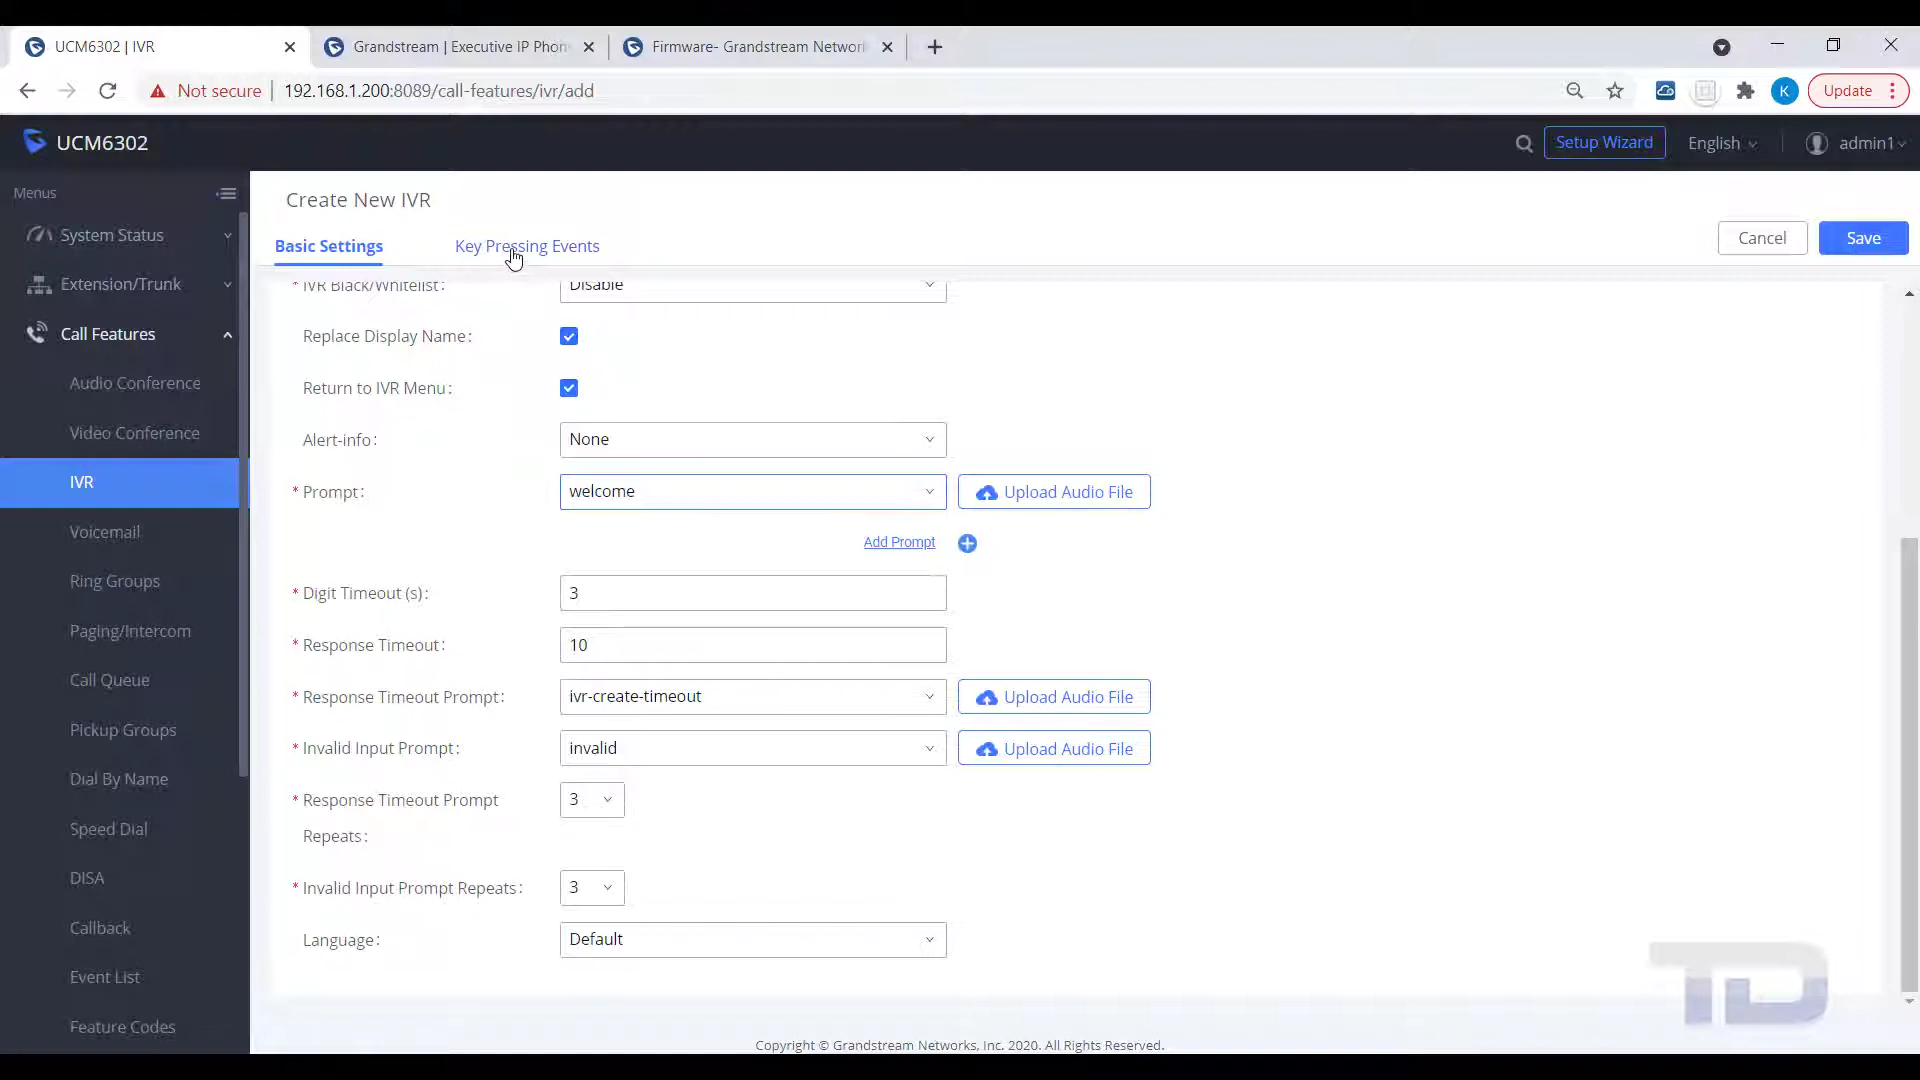 UCM6302 | IVR
Grandstream | Executive IP Phon
Firmware- Grandstream Networ
Not secure
192.168.1.200:8089/call-features/ivr/add
K
Update
UCM6302
Setup Wizard
English
admin1
Menus
System Status
Extension/Trunk
Call Features
Audio Conference
Video Conference
IVR
Voicemail
Ring Groups
Paging/Intercom
Call Queue
Pickup Groups
Dial By Name
Speed Dial
DISA
Callback
Event List
Feature Codes
Create New IVR
Basic Settings
Key Pressing Events
Cancel
Save
* IVR Black/Whitelist: Disable
Replace Display Name:
Return to IVR Menu:
Alert-info: None
* Prompt: welcome Upload Audio File
Add Prompt
* Digit Timeout (s): 3
* Response Timeout: 10
* Response Timeout Prompt: ivr-create-timeout Upload Audio File
* Invalid Input Prompt: invalid Upload Audio File
* Response Timeout Prompt 3
Repeats:
* Invalid Input Prompt Repeats: 3
Language: Default
TD
Copyright © Grandstream Networks, Inc. 2020. All Rights Reserved.